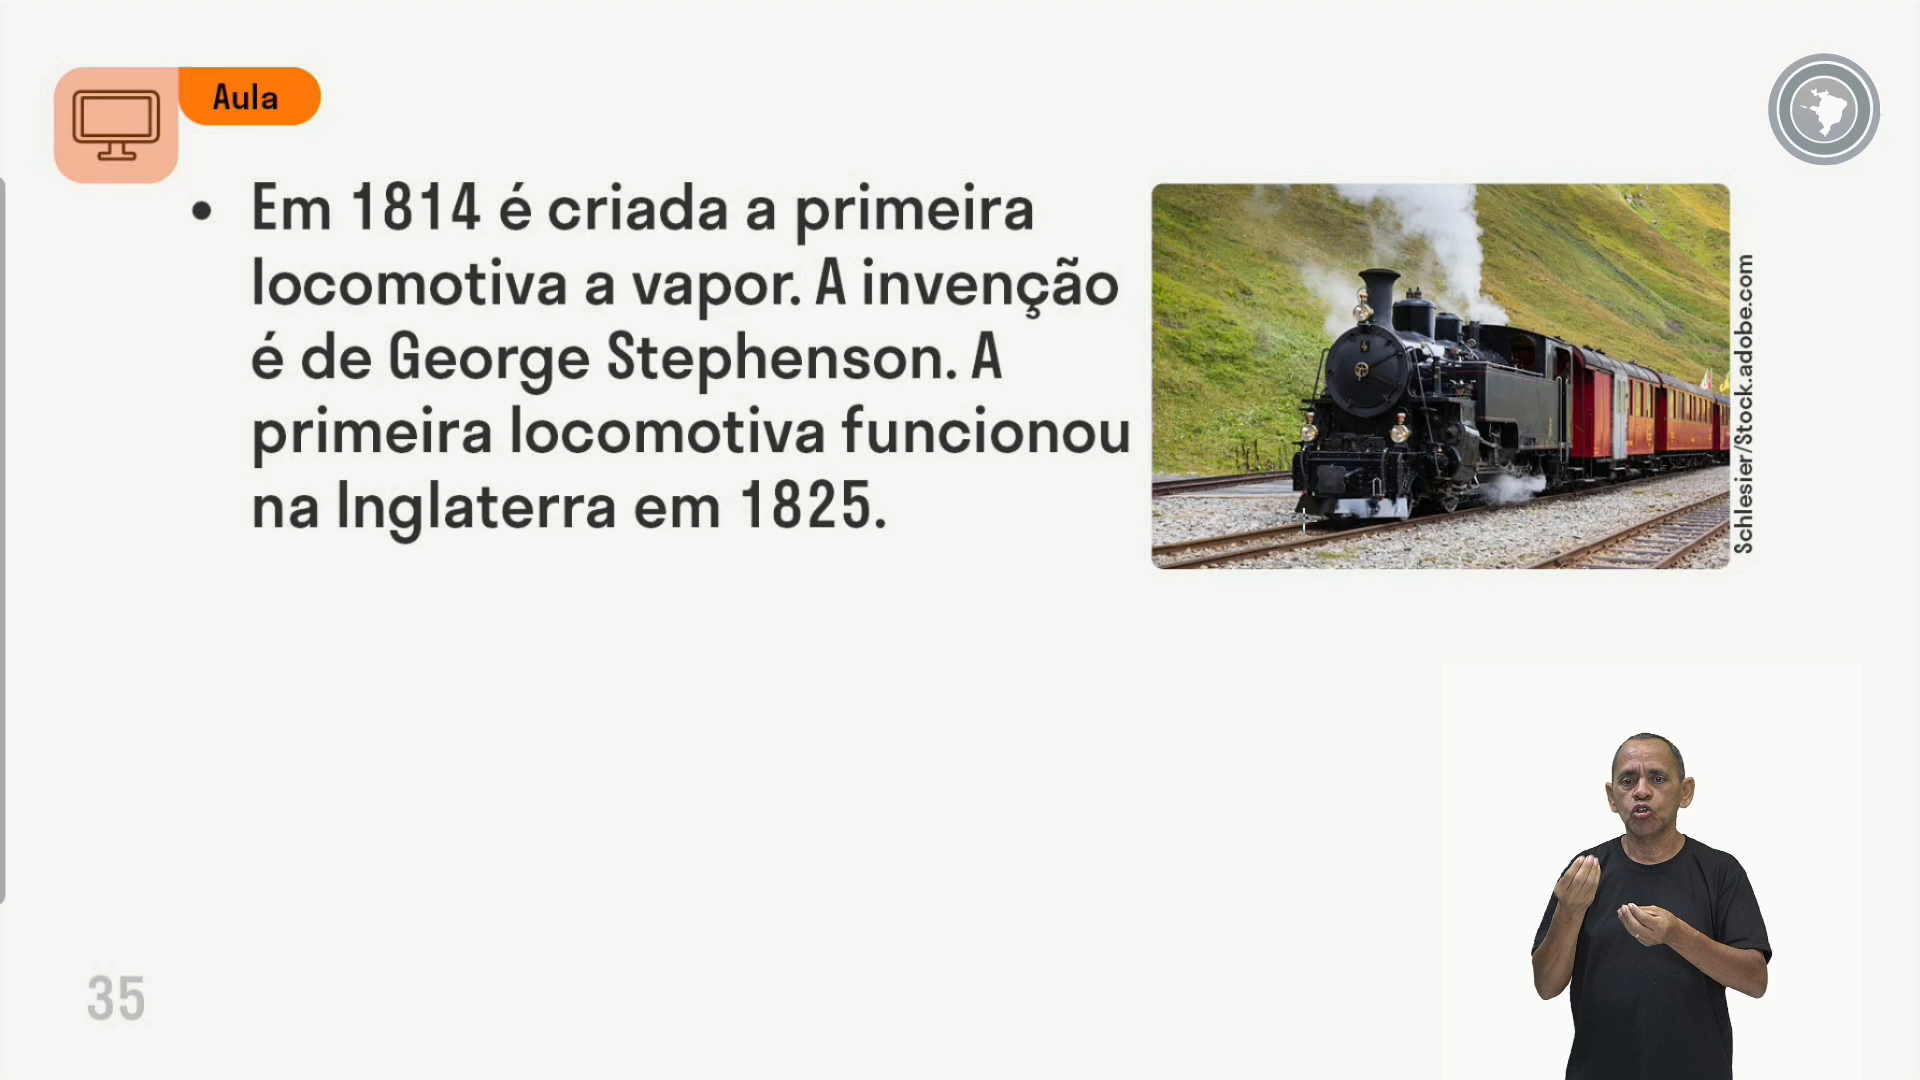 Aula
• Em 1814 é criada a primeira
locomotiva a vapor. A invenção
é de George Stephenson. A
primeira locomotiva funcionou
na Inglaterra em 1825.
Schlesier/Stock.adobe.com
35